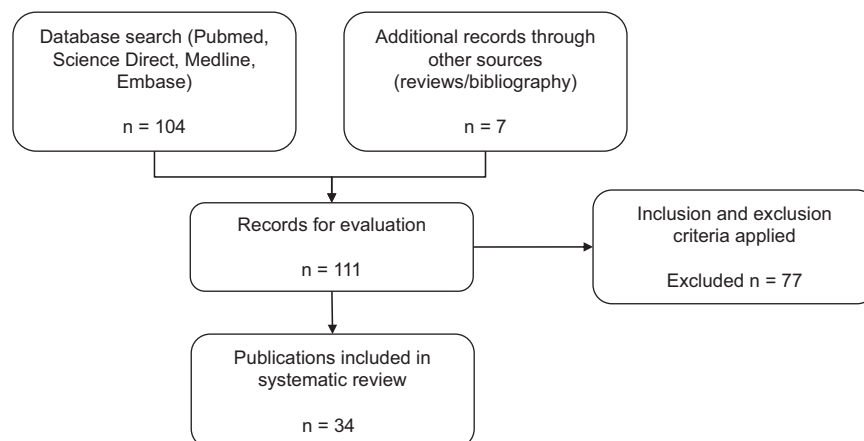 Database search (Pubmed,
Science Direct, Medline,
Embase)
n = 104
Additional records through
other sources
(reviews/bibliography)
n = 7
Records for evaluation
n = 111
Inclusion and exclusion
criteria applied
Excluded n = 77
Publications included in
systematic review
n = 34